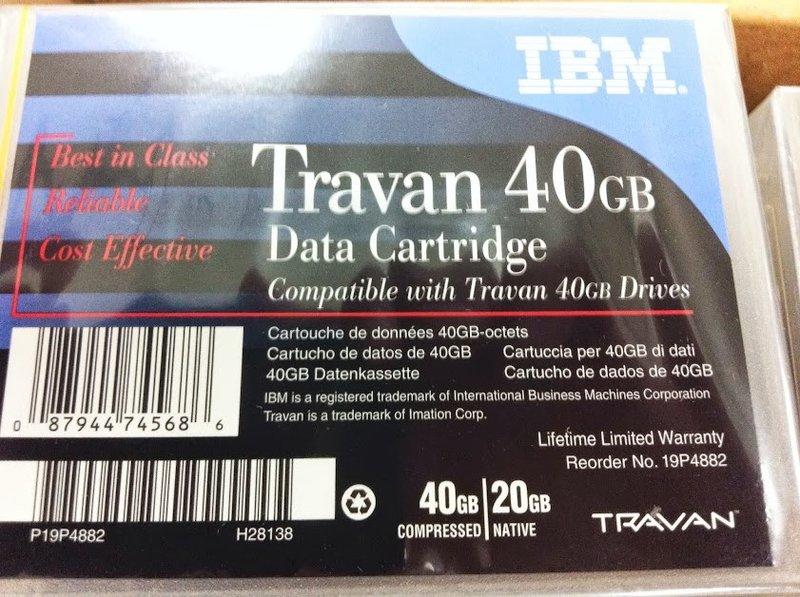 IBM®
Best in Class
Reliable
Cost Effective
Travan 40GB
Data Cartridge
Compatible with Travan 40GB Drives
Cartouche de données 40GB-octets
Cartucho de datos de 40GB Cartuccia per 40GB di dati
40GB Datenkassette Cartucho de dados de 40GB
IBM is a registered trademark of International Business Machines Corporation
Travan is a trademark of Imation Corp.
0 87944 74568 6
Lifetime Limited Warranty
Reorder No. 19P4882
P19P4882 H28138
40GB 20GB
COMPRESSED NATIVE
TRAVAN™